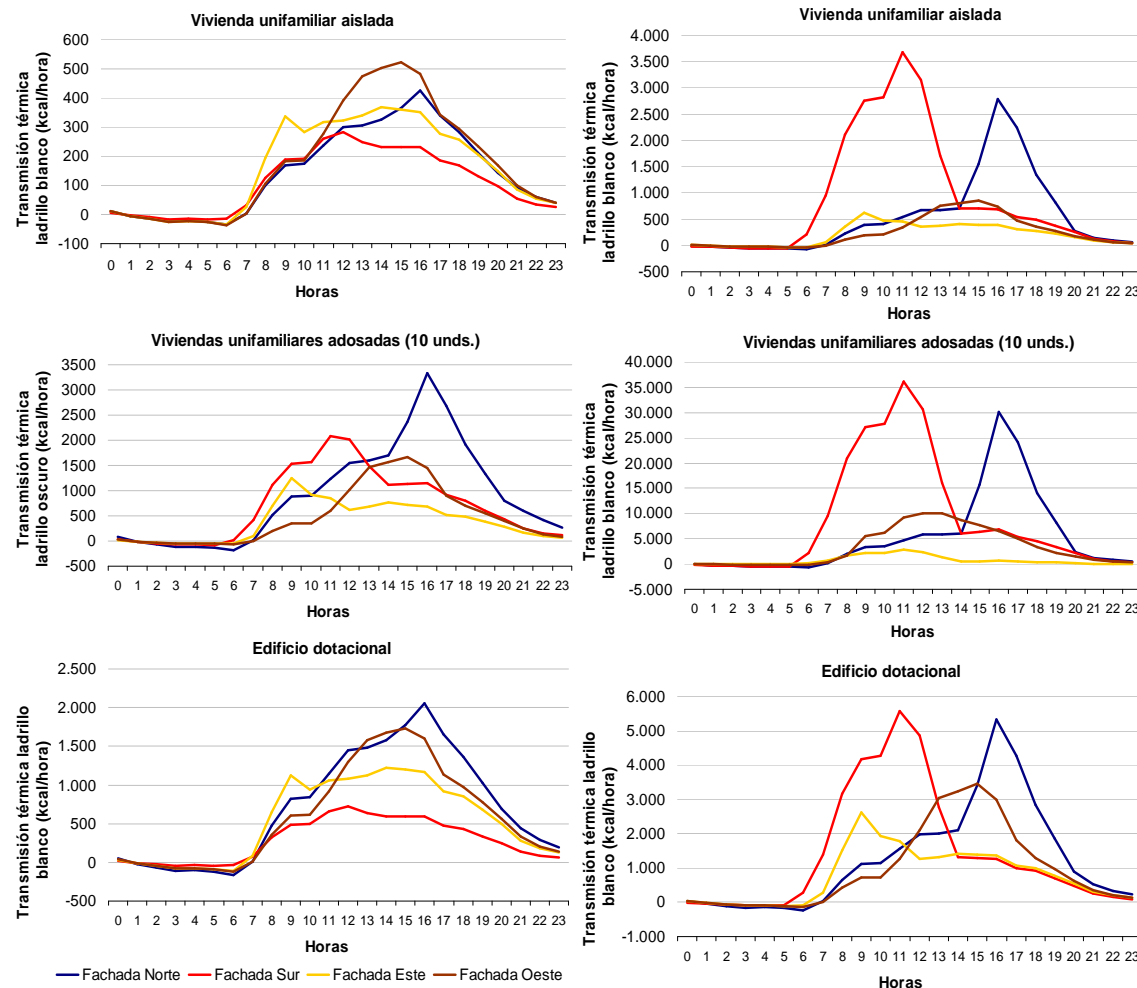 Vivienda unifamiliar aislada
Transmisión térmica
ladrillo blanco (kcal/hora)
600
500
400
300
200
100
0
-100
0 1 2 3 4 5 6 7 8 9 10 11 12 13 14 15 16 17 18 19 20 21 22 23
Horas
Vivienda unifamiliar aislada
Transmisión térmica
ladrillo blanco (kcal/hora)
4.000
3.500
3.000
2.500
2.000
1.500
1.000
500
0
-500
0 1 2 3 4 5 6 7 8 9 10 11 12 13 14 15 16 17 18 19 20 21 22 23
Horas
Viviendas unifamiliares adosadas (10 unds.)
Transmisión térmica
ladrillo oscuro (kcal/hora)
3500
3000
2500
2000
1500
1000
500
0
-500
0 1 2 3 4 5 6 7 8 9 10 11 12 13 14 15 16 17 18 19 20 21 22 23
Horas
Viviendas unifamiliares adosadas (10 unds.)
Transmisión térmica
ladrillo blanco (kcal/hora)
40.000
35.000
30.000
25.000
20.000
15.000
10.000
5.000
0
-5.000
0 1 2 3 4 5 6 7 8 9 10 11 12 13 14 15 16 17 18 19 20 21 22 23
Horas
Edificio dotacional
Transmisión térmica ladrillo
blanco (kcal/hora)
2.500
2.000
1.500
1.000
500
0
-500
0 1 2 3 4 5 6 7 8 9 10 11 12 13 14 15 16 17 18 19 20 21 22 23
Horas
Fachada Norte Fachada Sur Fachada Este Fachada Oeste
Edificio dotacional
Transmisión térmica ladrillo
blanco (kcal/hora)
6.000
5.000
4.000
3.000
2.000
1.000
0
-1.000
0 1 2 3 4 5 6 7 8 9 10 11 12 13 14 15 16 17 18 19 20 21 22 23
Horas